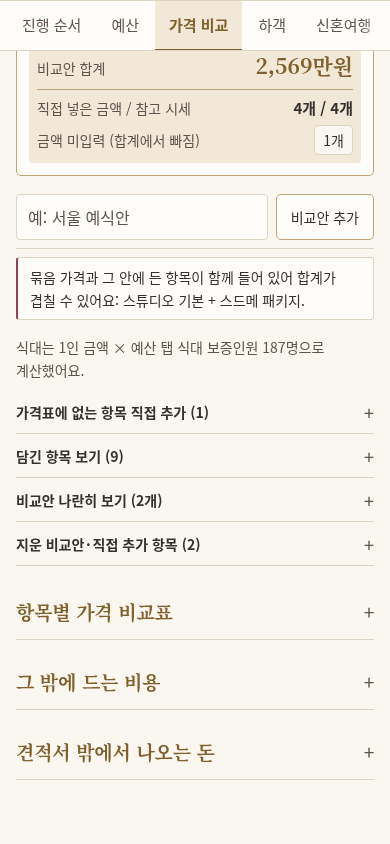 진행 순서
예산
가격 비교
하객
신혼여행
비교안 합계
2,569만원
직접 넣은 금액 / 참고 시세
4개 / 4개
금액 미입력 (합계에서 빠짐)
1개
예: 서울 예식안
비교안 추가
묶음 가격과 그 안에 든 항목이 함께 들어 있어 합계가
겹칠 수 있어요: 스튜디오 기본 + 스드메 패키지.
식대는 1인 금액 × 예산 탭 식대 보증인원 187명으로
계산했어요.
가격표에 없는 항목 직접 추가 (1)
+
담긴 항목 보기 (9)
+
비교안 나란히 보기 (2개)
+
지운 비교안·직접 추가 항목 (2)
+
항목별 가격 비교표
+
그 밖에 드는 비용
+
견적서 밖에서 나오는 돈
+